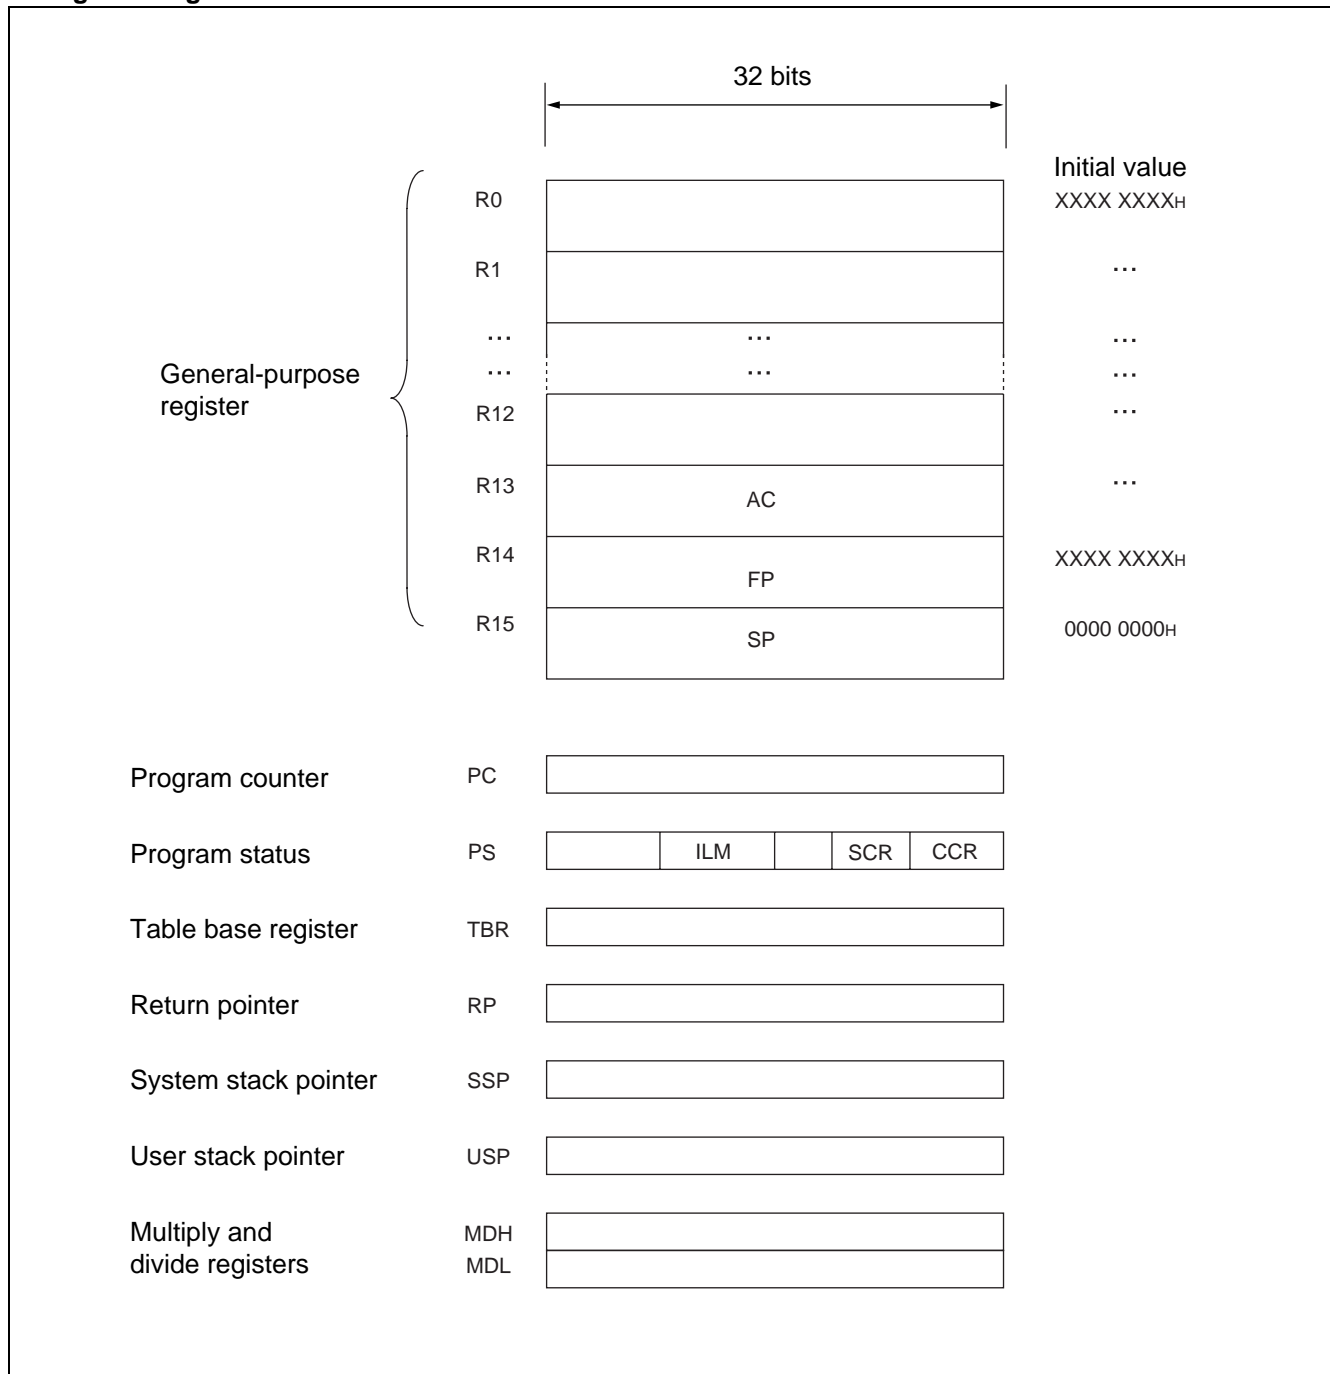 32 bits
Initial value
R0 XXXX XXXXH
R1 ...
... ... ...
... ... ...
General-purpose
register
R12 ...
R13 AC ...
R14 FP XXXX XXXXH
R15 SP 0000 0000H
Program counter PC
Program status PS ILM SCR CCR
Table base register TBR
Return pointer RP
System stack pointer SSP
User stack pointer USP
Multiply and MDH
divide registers MDL